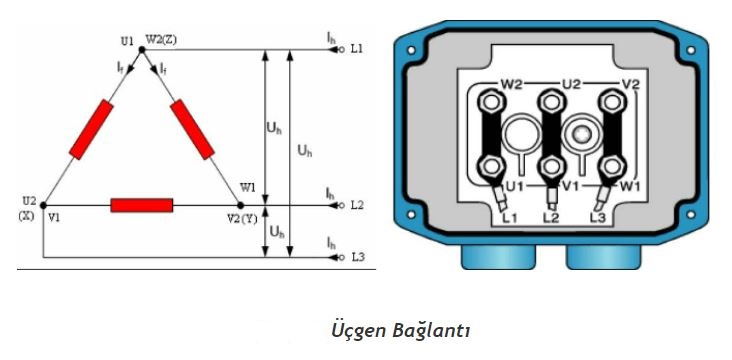 U1 W2(Z)
Ih L1
If If
Uh
Uh
W1
U2
(X) V1
V2(Y)
Ih L2
Uh
Ih L3
W2 U2 V2
U1 V1 W1
L1 L2 L3
Üçgen Bağlantı